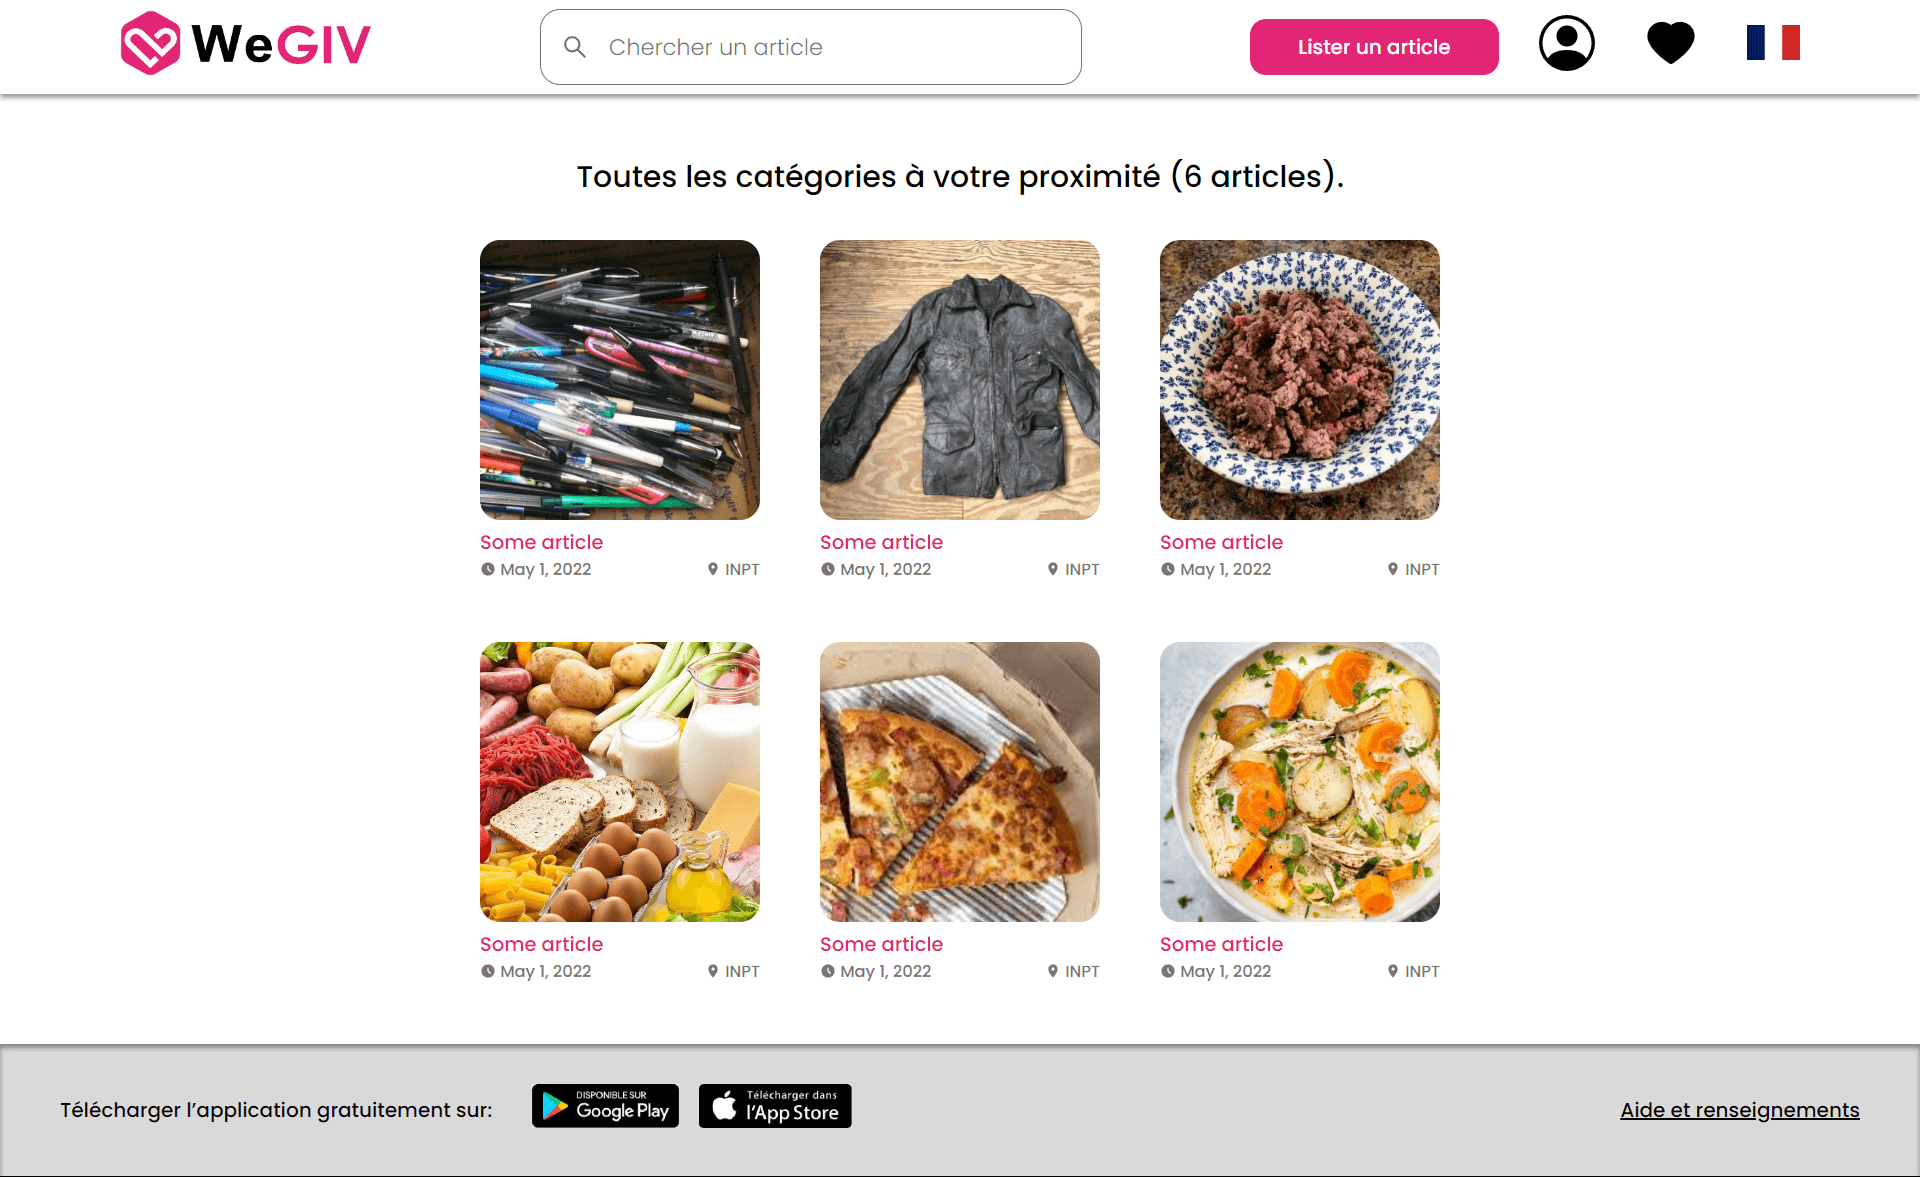 WeGIV
Chercher un article
Lister un article
Toutes les catégories à votre proximité (6 articles).
Some article
May 1, 2022
INPT
Some article
May 1, 2022
INPT
Some article
May 1, 2022
INPT
Some article
May 1, 2022
INPT
Some article
May 1, 2022
INPT
Some article
May 1, 2022
INPT
Télécharger l’application gratuitement sur:
DISPONIBLE SUR
Google Play
Télécharger dans
l'App Store
Aide et renseignements